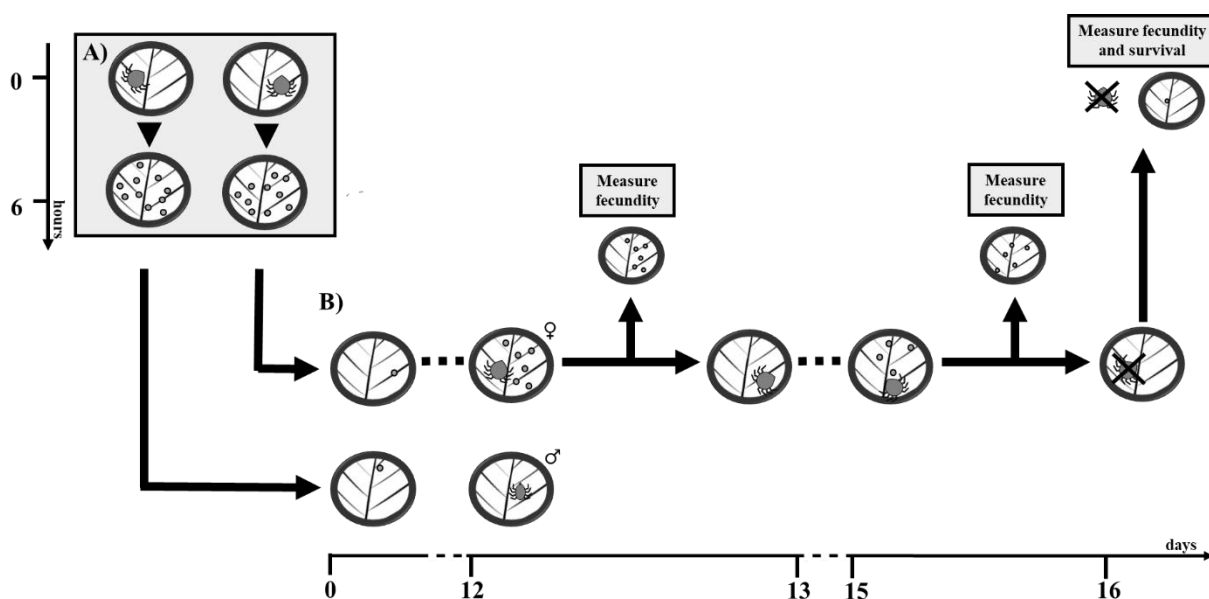 Measure fecundity
and survival
A)
0
6
hours
Measure
fecundity
Measure
fecundity
B)
♀
♂
days
0
12
13
15
16